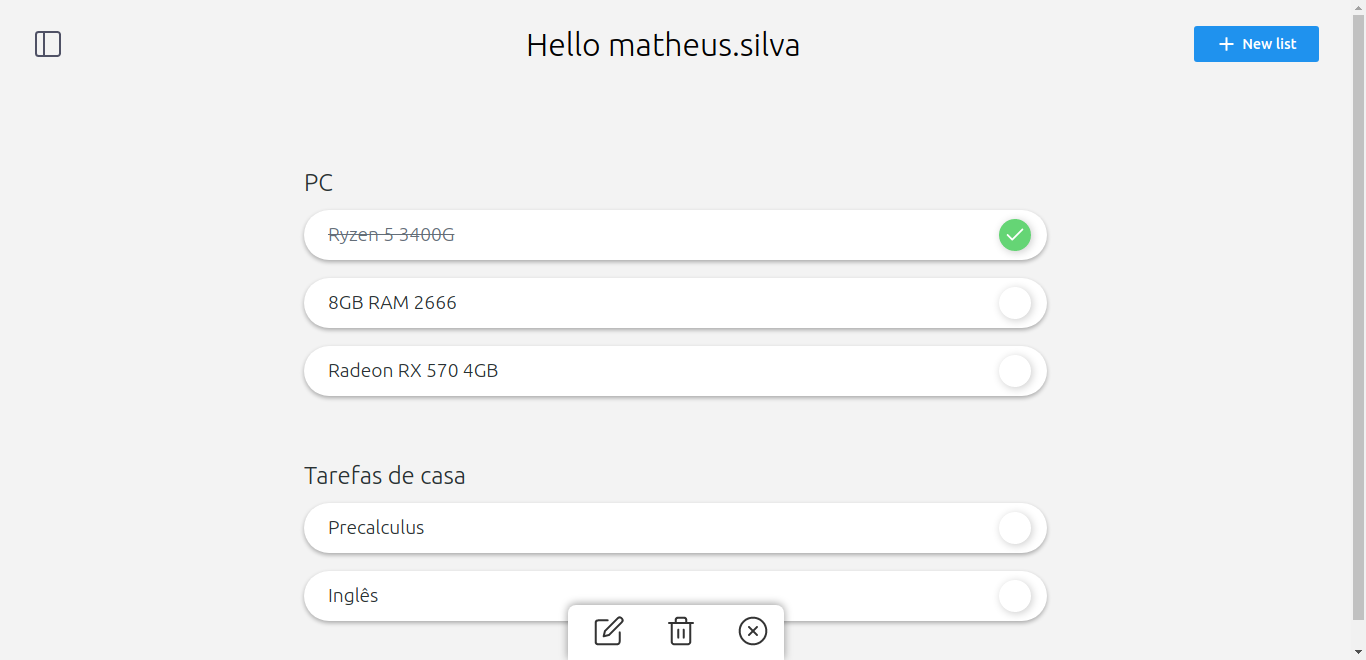 Hello matheus.silva
New list
PC
Ryzen 5 3400G
8GB RAM 2666
Radeon RX 570 4GB
Tarefas de casa
Precalculus
Inglês